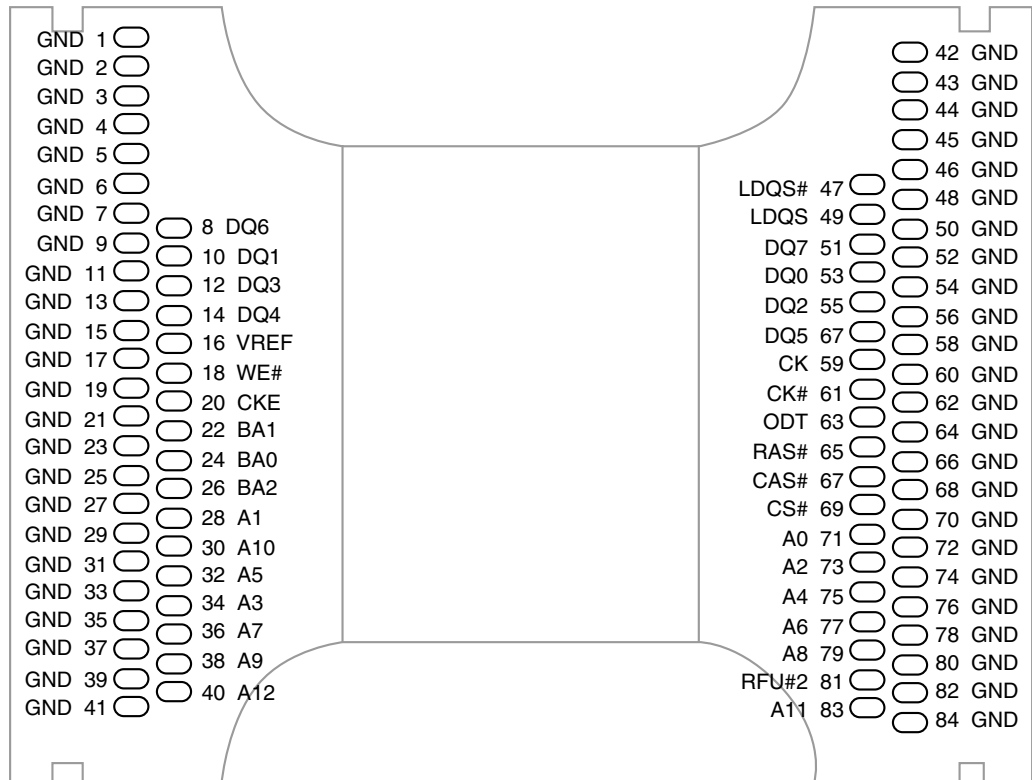 GND 1
GND 2
GND 3
GND 4
GND 5
GND 6
GND 7
8 DQ6
GND 9
10 DQ1
GND 11
12 DQ3
GND 13
14 DQ4
GND 15
16 VREF
GND 17
18 WE#
GND 19
20 CKE
GND 21
22 BA1
GND 23
24 BA0
GND 25
26 BA2
GND 27
28 A1
GND 29
30 A10
GND 31
32 A5
GND 33
34 A3
GND 35
36 A7
GND 37
38 A9
GND 39
40 A12
GND 41
42 GND
43 GND
44 GND
45 GND
46 GND
LDQS# 47
48 GND
LDQS 49
50 GND
DQ7 51
52 GND
DQ0 53
54 GND
DQ2 55
56 GND
DQ5 67
58 GND
CK 59
60 GND
CK# 61
62 GND
ODT 63
64 GND
RAS# 65
66 GND
CAS# 67
68 GND
CS# 69
70 GND
A0 71
72 GND
A2 73
74 GND
A4 75
76 GND
A6 77
78 GND
A8 79
80 GND
RFU#2 81
82 GND
A11 83
84 GND